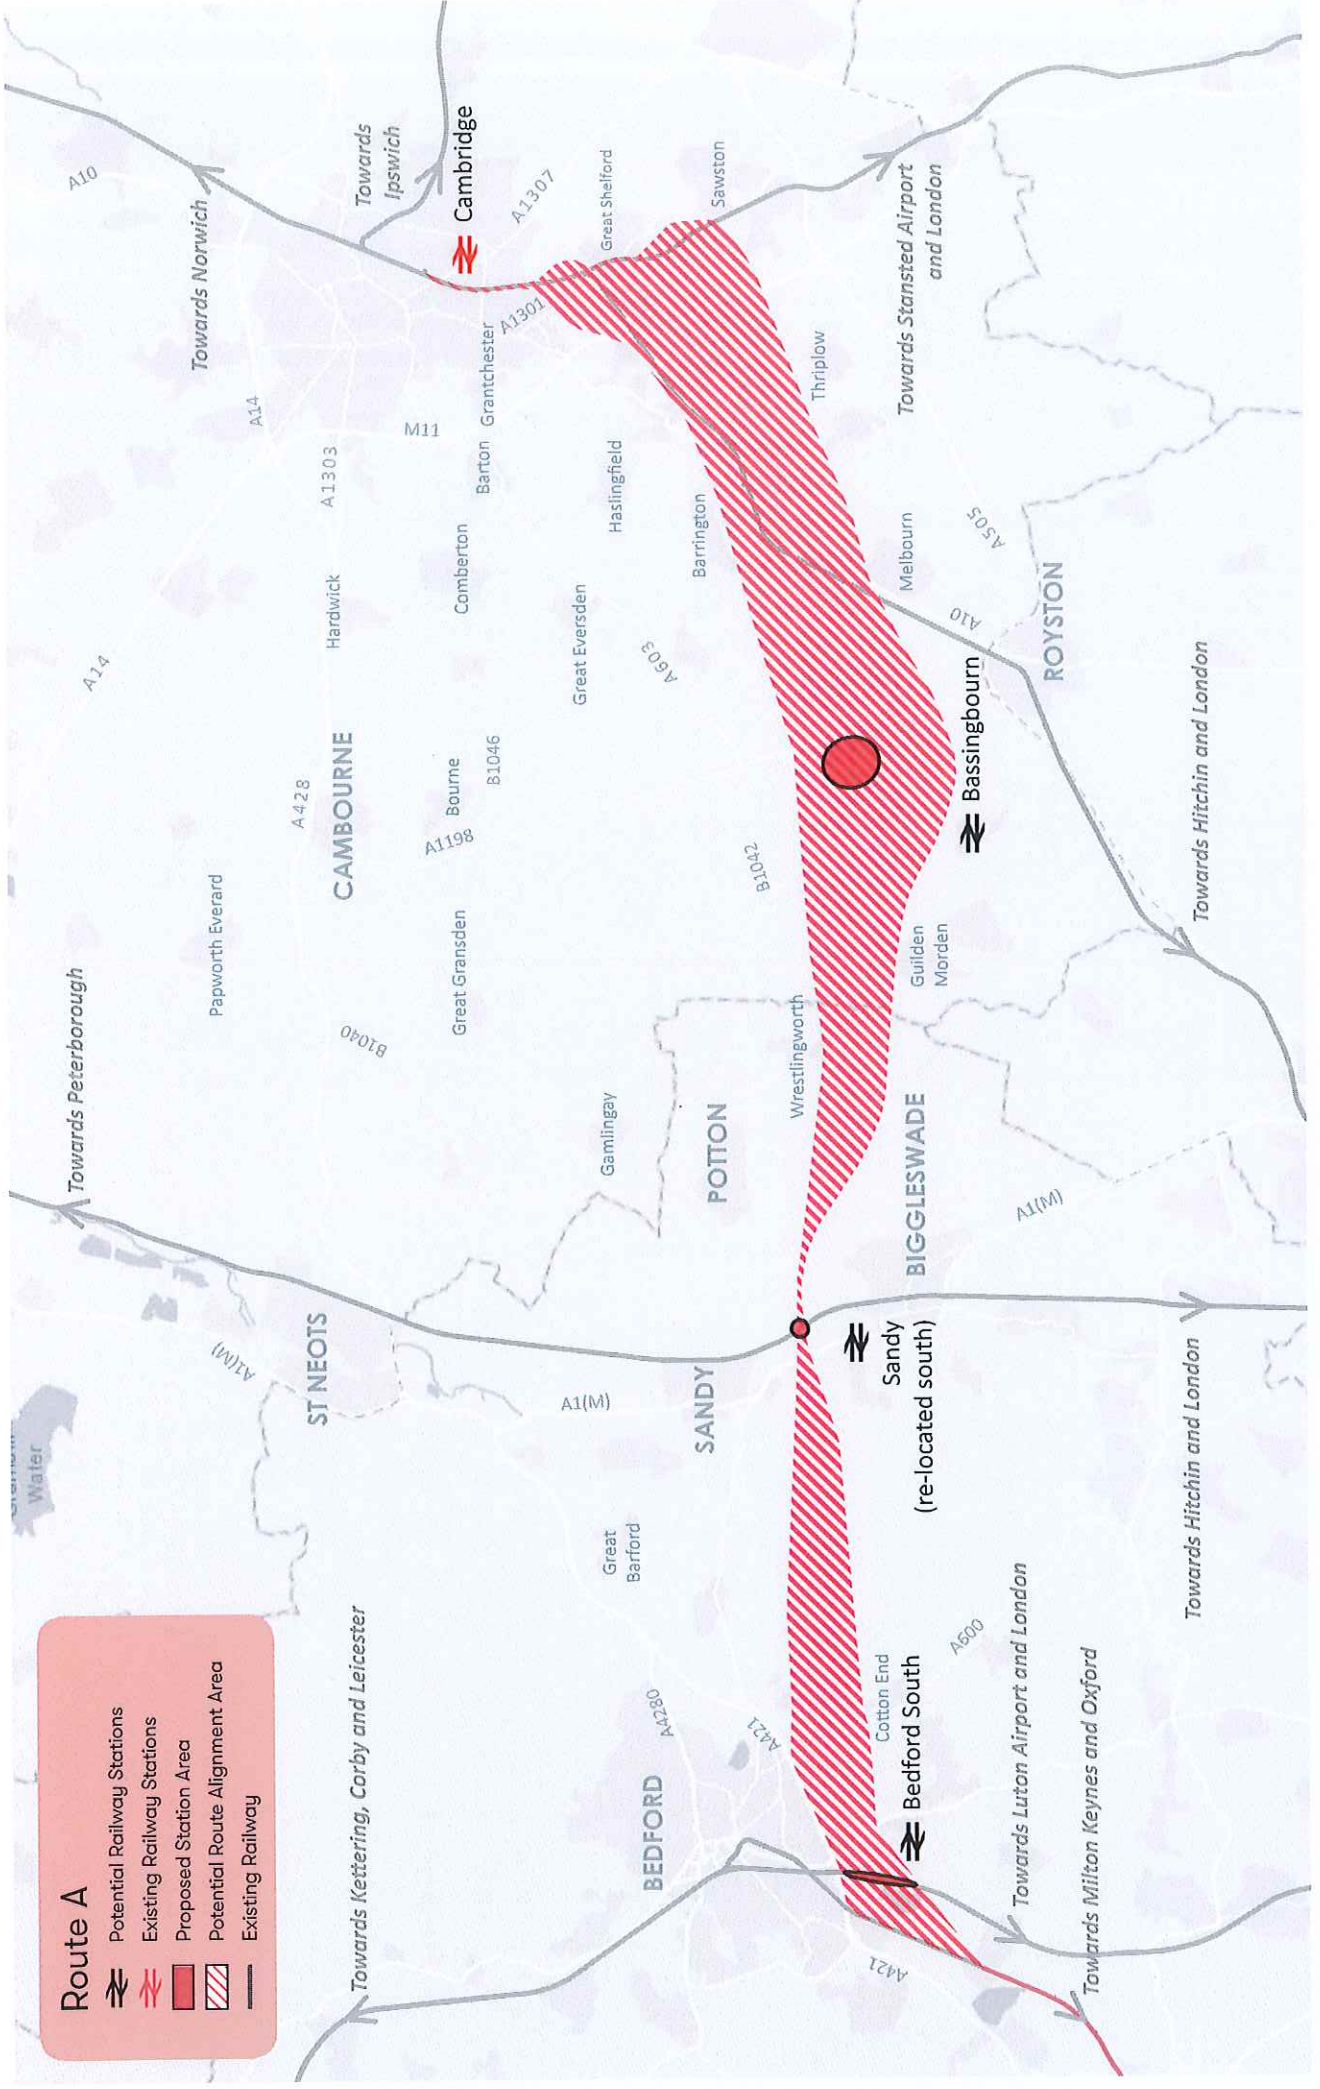 Route A
Potential Railway Stations
Existing Railway Stations
Proposed Station Area
Potential Route Alignment Area
Existing Railway
Water
Towards Peterborough
A14
A10
Towards Norwich
Towards
Ipswich
Cambridge
A1307
A14
A1303
M11
Hardwick
Papworth Everard
A428
CAMBOURNE
B1040
A1(M)
ST NEOTS
Towards Kettering, Corby and Leicester
Great Gransden
A1198
Bourne
B1046
Comberton
Barton
Grantchester
A1301
Great Shelford
Sawston
Haslingfield
Great Eversden
A603
Barrington
Gamlingay
A1(M)
Great
Barford
SANDY
POTTON
B1042
Wrestlingworth
A4280
A421
BEDFORD
Thriplow
Towards Stansted Airport
and London
Melbourn
A505
A10
ROYSTON
Bassingbourn
Guilden
Morden
BIGGLESWADE
A1(M)
Sandy
(re-located south)
Cotton End
A600
Bedford South
A421
Towards Luton Airport and London
Towards Milton Keynes and Oxford
Towards Hitchin and London
Towards Hitchin and London